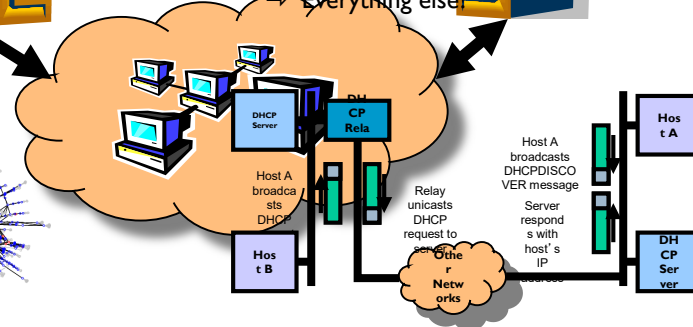 Everything else!
DHCP
Server
DH
CP
Rela
Host A
broadca
sts
DHCP
Relay
unicasts
DHCP
request to
server
Hos
t B
Othe
r
Netw
orks
Host A
broadcasts
DHCPDISCO
VER message
Server
respond
s with
host's
IP
address
Hos
t A
DH
CP
Ser
ver